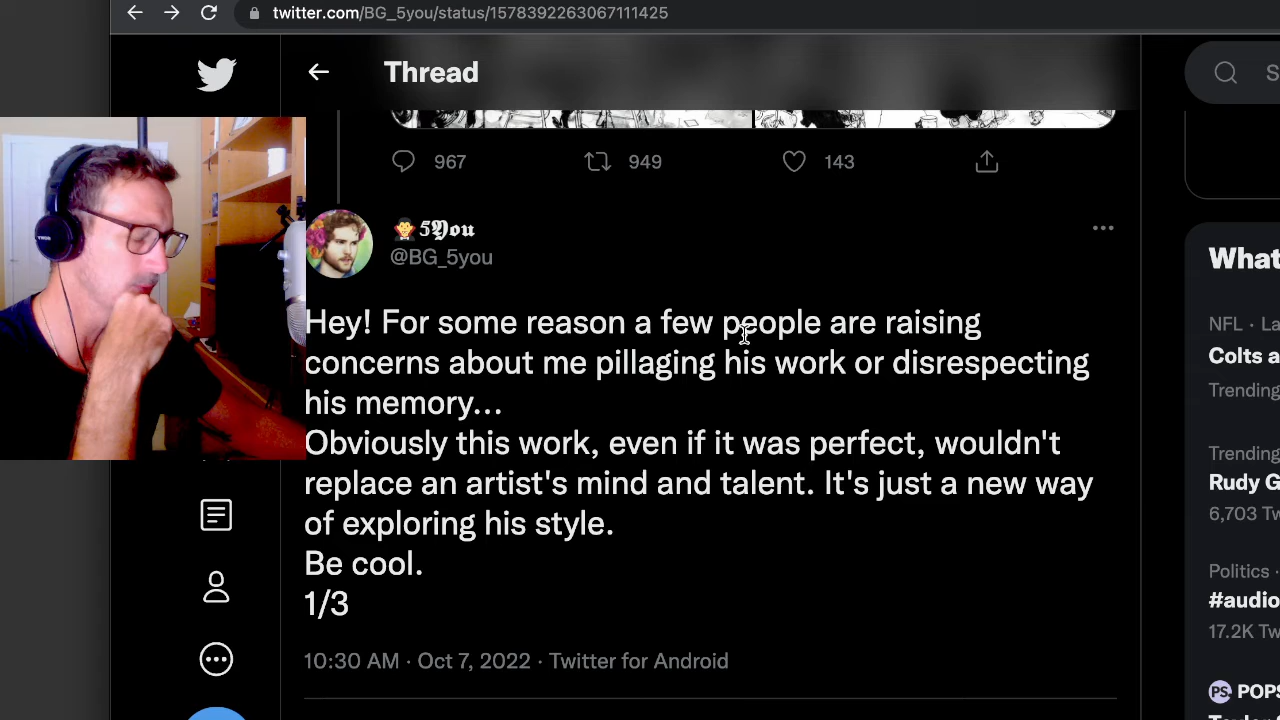 twitter.com/BG_5you/status/1578392263067111425
Thread
S
967 949 143
5You
@BG_5you
Hey! For some reason a few people are raising
concerns about me pillaging his work or disrespecting
his memory...
Obviously this work, even if it was perfect, wouldn't
replace an artist's mind and talent. It's just a new way
of exploring his style.
Be cool.
1/3
10:30 AM · Oct 7, 2022 · Twitter for Android
What
NFL · La
Colts a
Trending
Trending
Rudy G
6,703 Tw
Politics ·
#audio
17.2K Tw
PS POPS